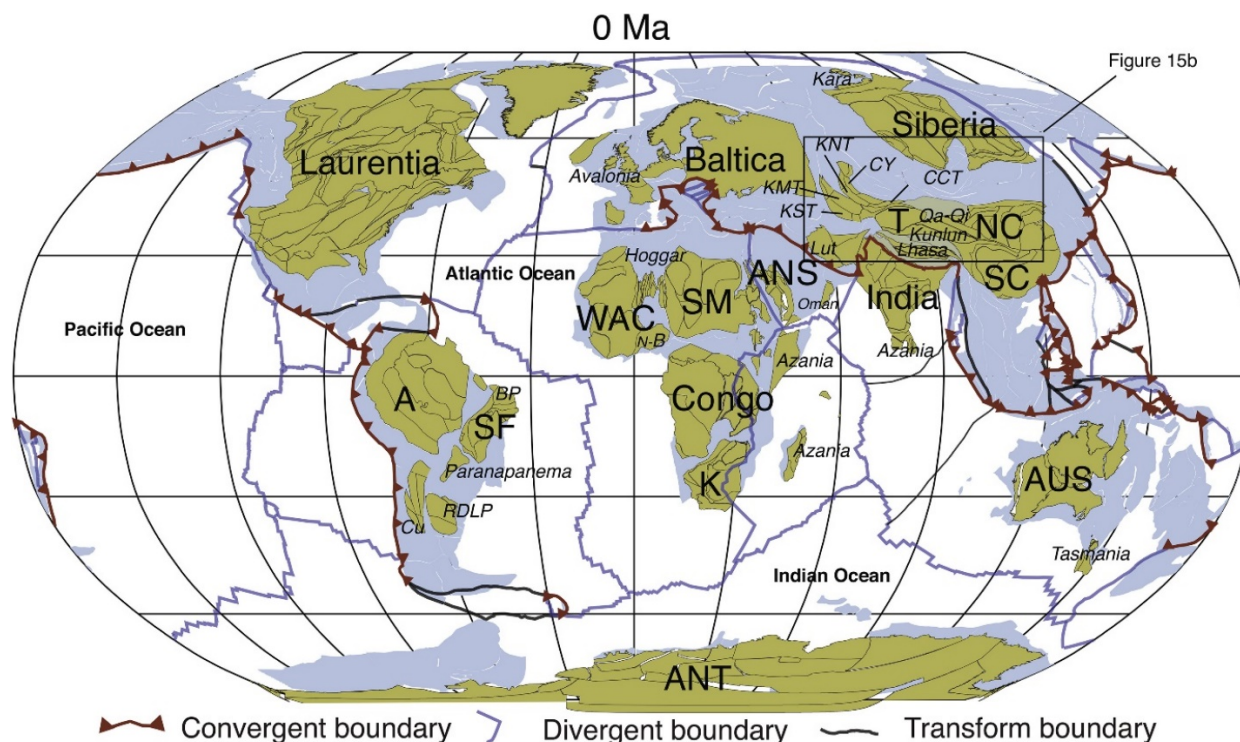 0 Ma
Figure 15b
Kara
Siberia
Laurentia
Baltica
KNT
CY
Avalonia
KMT
CCT
KST
T
Qa-Qi
NC
Kunlun
Lut
Lhasa
Hoggar
Atlantic Ocean
ANS
SC
SM
India
Oman
Pacific Ocean
WAC
N-B
Azania
Azania
A
BP
Congo
SF
Azania
Paranapanema
K
AUS
RDLP
Cu
Tasmania
Indian Ocean
ANT
Convergent boundary
Divergent boundary
Transform boundary